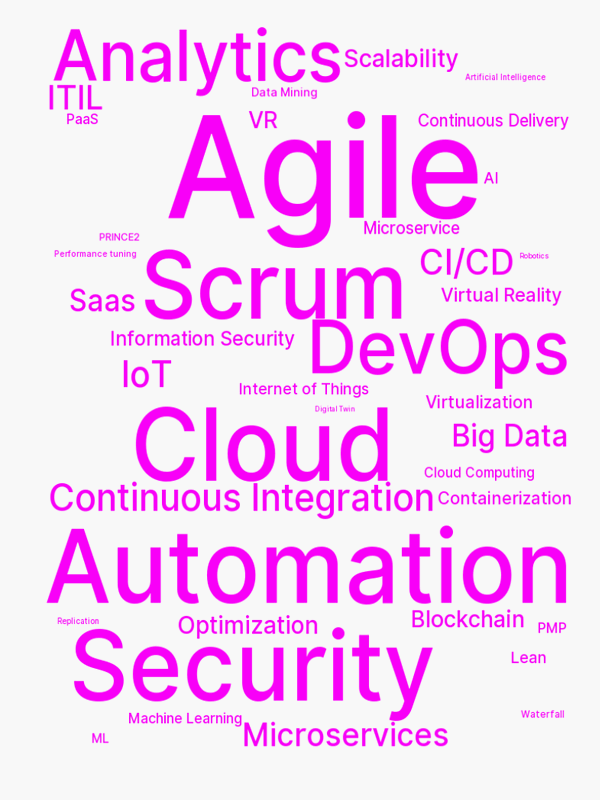 Analytics
Scalability
Artificial Intelligence
ITIL
Data Mining
PaaS
VR
Continuous Delivery
Agile
AI
Microservice
PRINCE2
Performance tuning
CI/CD
Robotics
Scrum
Saas
Virtual Reality
Information Security
DevOps
IoT
Internet of Things
Virtualization
Digital Twin
Cloud
Big Data
Cloud Computing
Continuous Integration
Containerization
Automation
Replication
Optimization
Blockchain
PMP
Security
Lean
Waterfall
Machine Learning
ML
Microservices